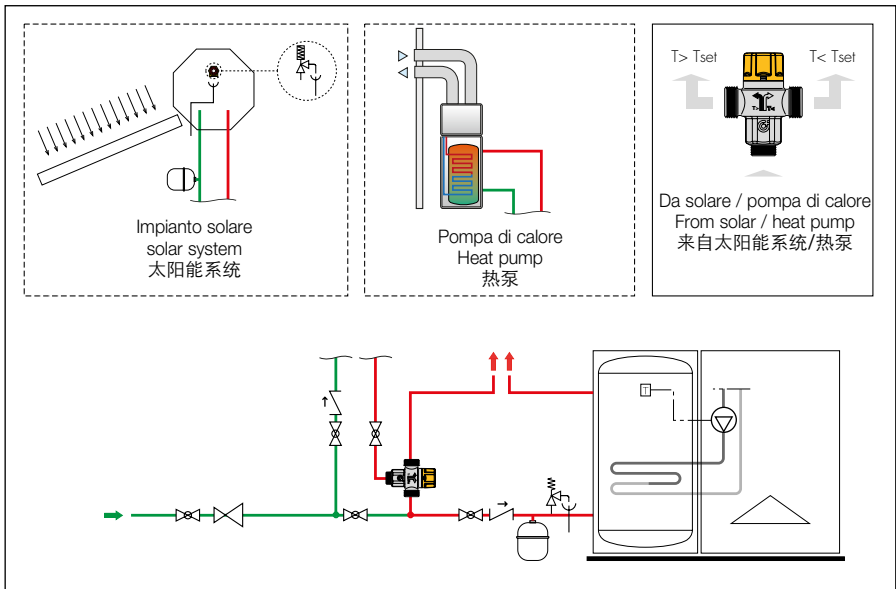 Impianto solare
solar system
太阳能系统
Pompa di calore
Heat pump
热泵
T> Tset
T< Tset
T> T<
Da solare / pompa di calore
From solar / heat pump
来自太阳能系统/热泵
T